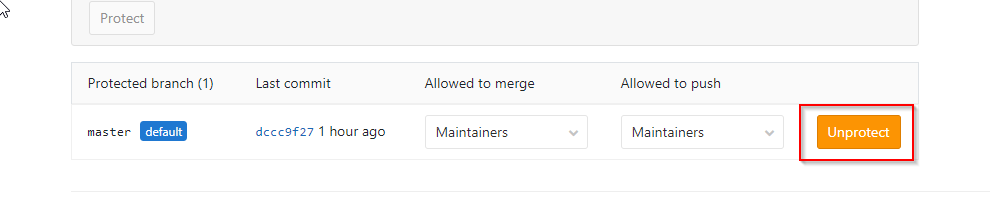 Protect
Protected branch (1) Last commit Allowed to merge Allowed to push
master default dccc9f27 1 hour ago Maintainers Maintainers Unprotect